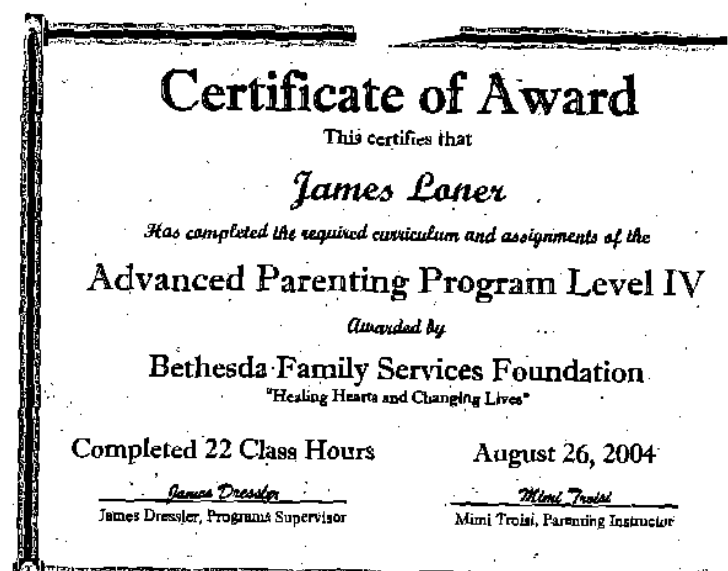 Certificate of Award
This certifies that
James Loner
Has completed the required curriculum and assignments of the
Advanced Parenting Program Level IV
Awarded by
Bethesda Family Services Foundation
"Healing Hearts and Changing Lives"
Completed 22 Class Hours August 26, 2004
James Dressler Mimi Troisi
James Dressler, Programs Supervisor Mimi Troisi, Parenting Instructor